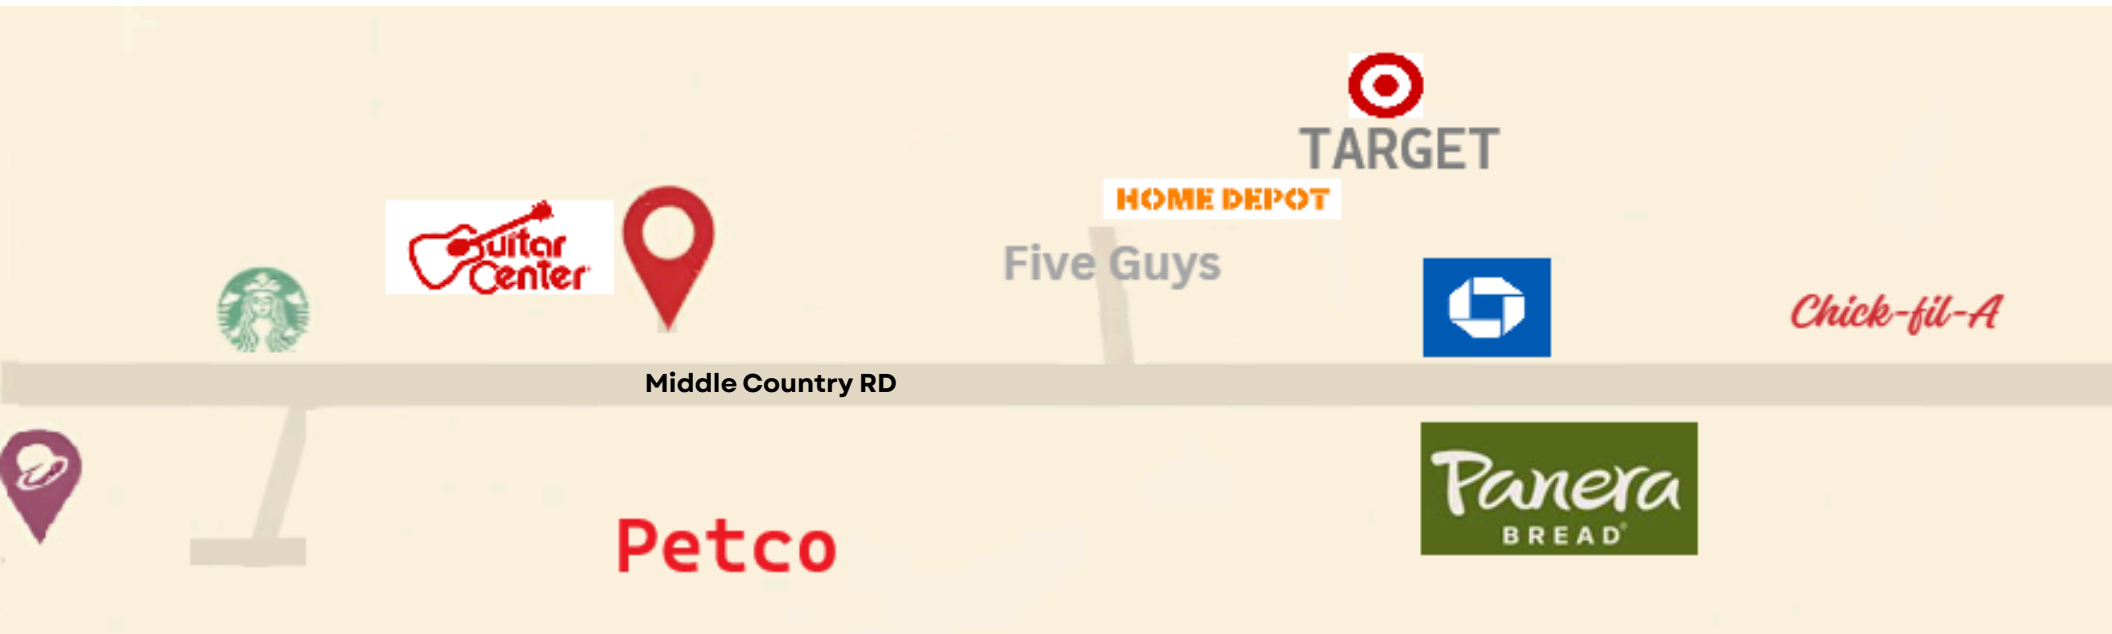 TARGET
HOME DEPOT
Guitar
Center
Five Guys
Chick-fil-A
Middle Country RD
Panera
BREAD
Petco